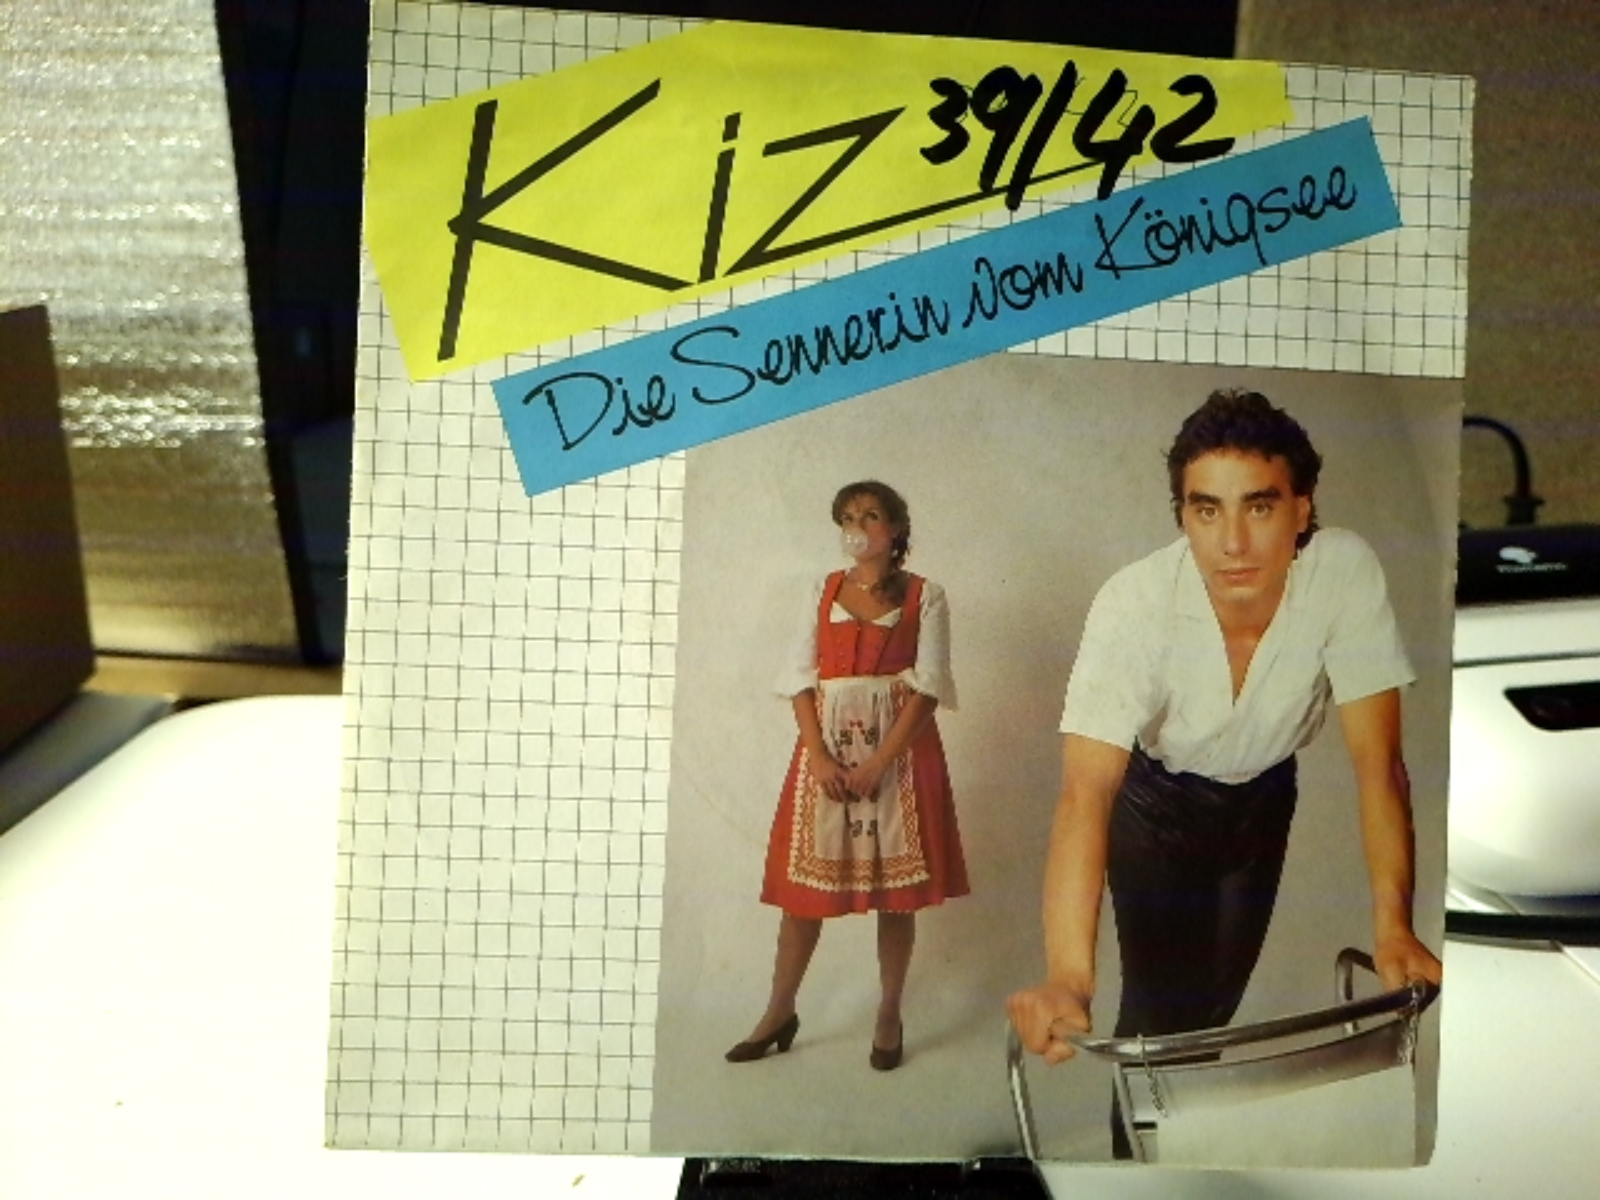 Kiz 39/42
Die Sennerin vom Königsee